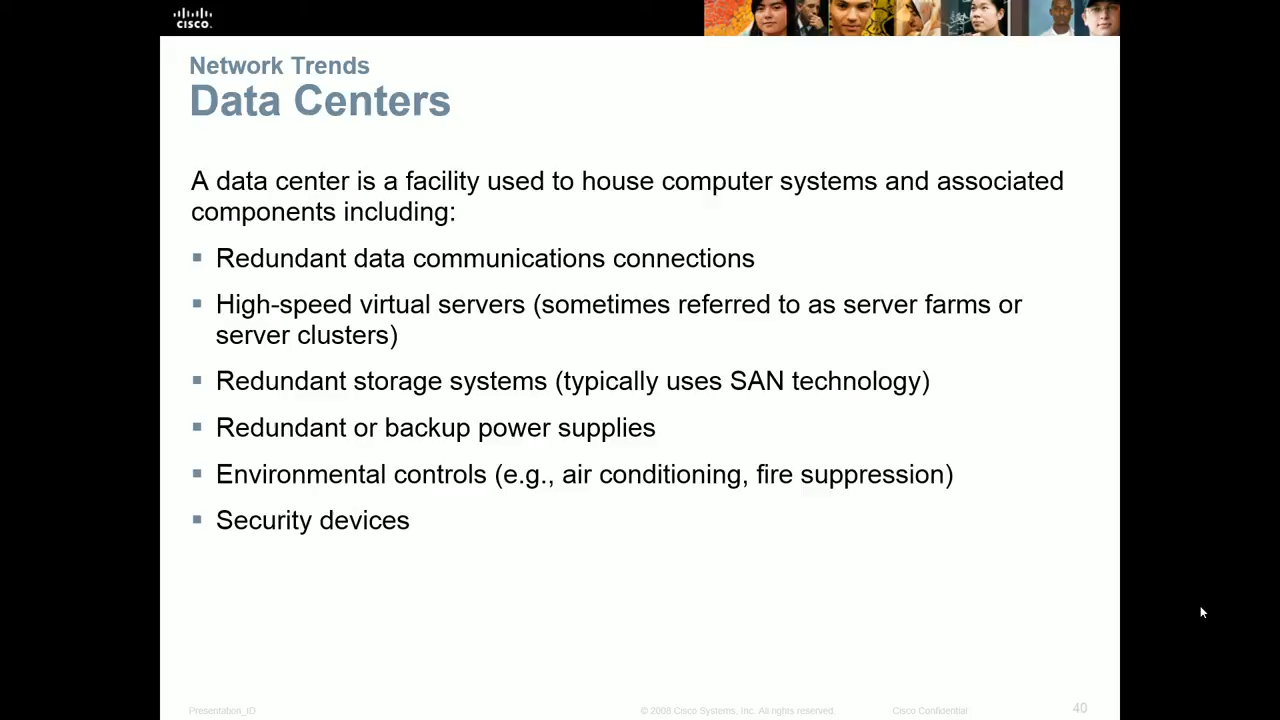 CISCO.
Network Trends
Data Centers
A data center is a facility used to house computer systems and associated
components including:
▪ Redundant data communications connections
▪ High-speed virtual servers (sometimes referred to as server farms or
server clusters)
▪ Redundant storage systems (typically uses SAN technology)
▪ Redundant or backup power supplies
▪ Environmental controls (e.g., air conditioning, fire suppression)
▪ Security devices
Presentation_ID © 2008 Cisco Systems, Inc. All rights reserved. Cisco Confidential 40